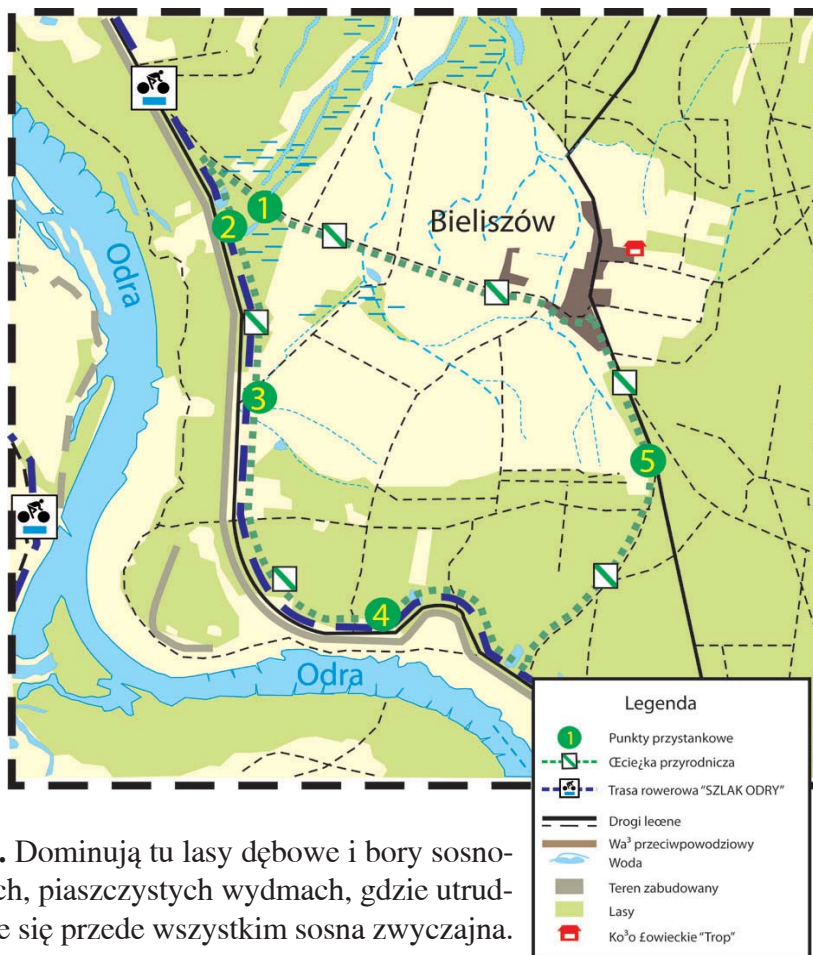 1
2
Bieliszów
Odra
3
5
4
Odra
Legenda
1 Punkty przystankowe
Œcie¿ka przyrodnicza
Trasa rowerowa "SZLAK ODRY"
Drogi leœne
Wa³ przeciwpowodziowy
Woda
Teren zabudowany
Lasy
Ko³o £owieckie "Trop"
. Dominują tu lasy dębowe i bory sosno-
ch, piaszczystych wydmach, gdzie utrud-
e się przede wszystkim sosna zwyczajna.